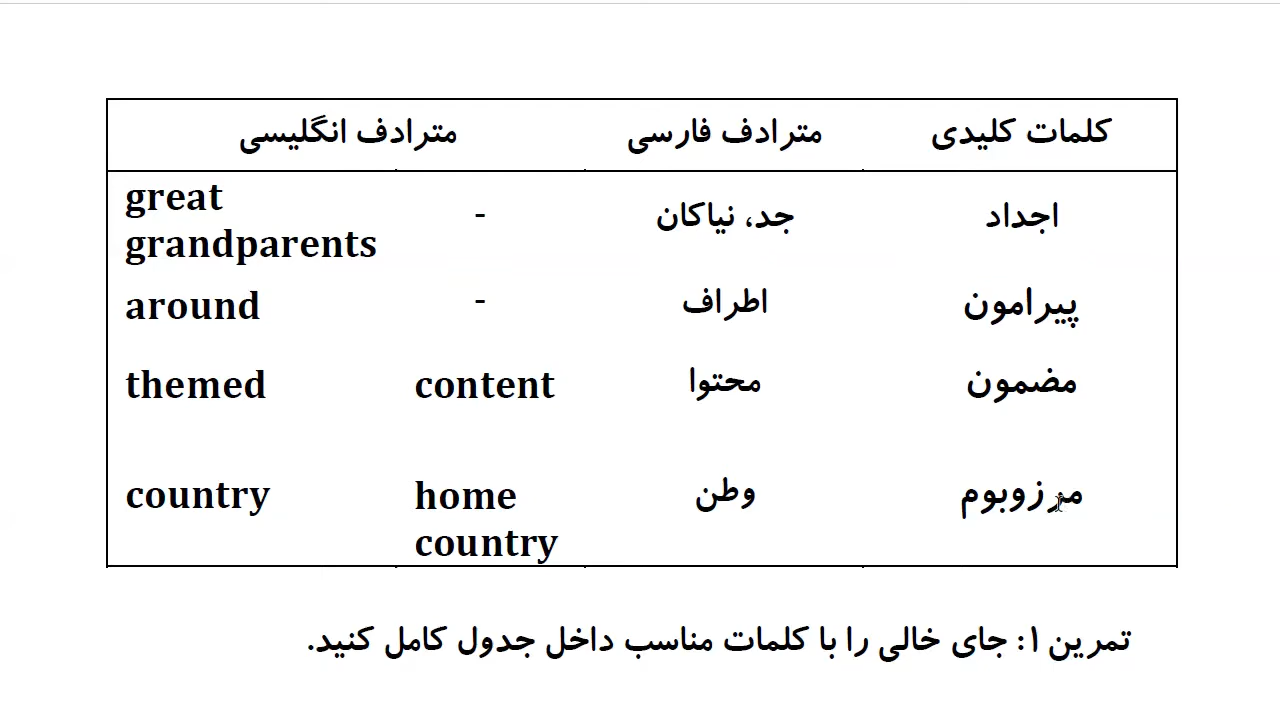 کلمات کلیدی مترادف فارسی مترادف انگلیسی
اجداد جد، نیاکان - great grandparents
پیرامون اطراف - around
مضمون محتوا content themed
مرزوبوم وطن home country country
تمرین ۱: جای خالی را با کلمات مناسب داخل جدول کامل کنید.